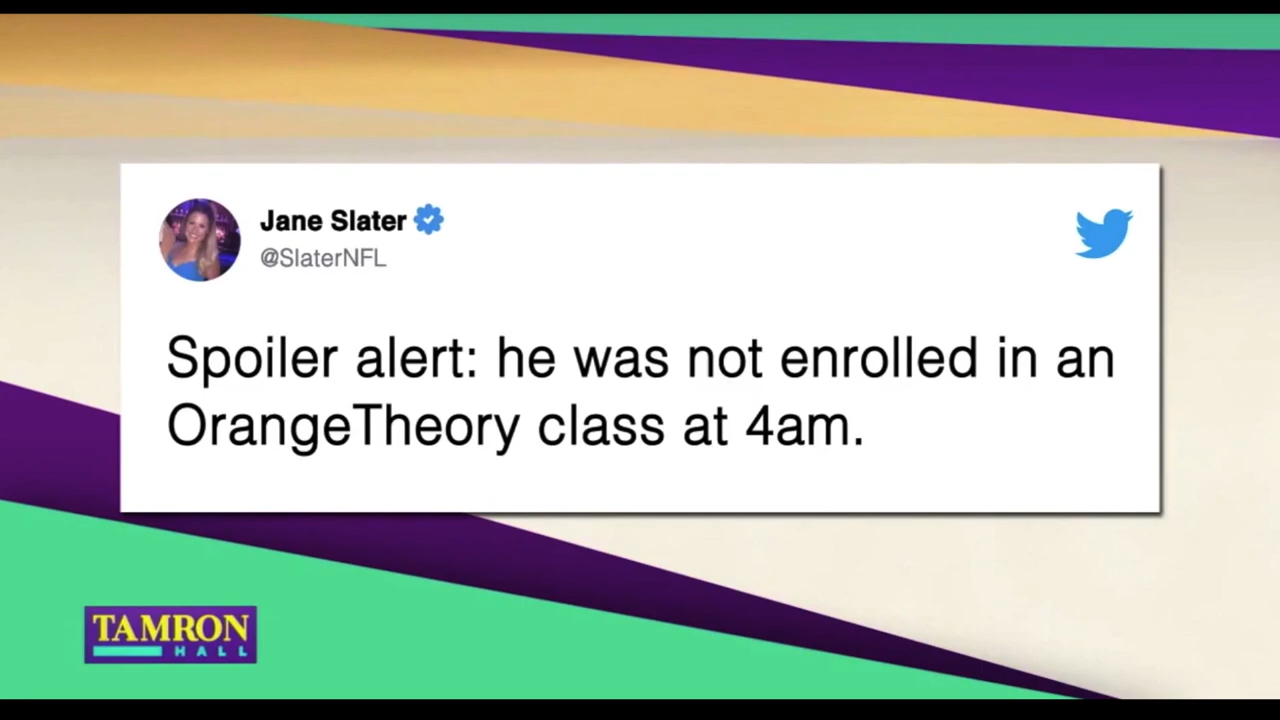 Jane Slater
@SlaterNFL
Spoiler alert: he was not enrolled in an
OrangeTheory class at 4am.
TAMRON
HALL